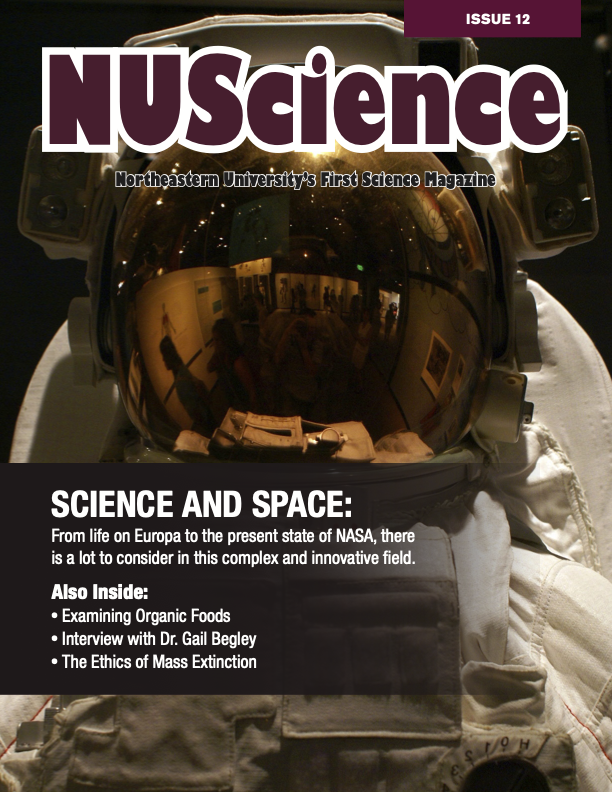 ISSUE 12
NUScience
Northeastern University's First Science Magazine
SCIENCE AND SPACE:
From life on Europa to the present state of NASA, there
is a lot to consider in this complex and innovative field.
Also Inside:
• Examining Organic Foods
• Interview with Dr. Gail Begley
• The Ethics of Mass Extinction